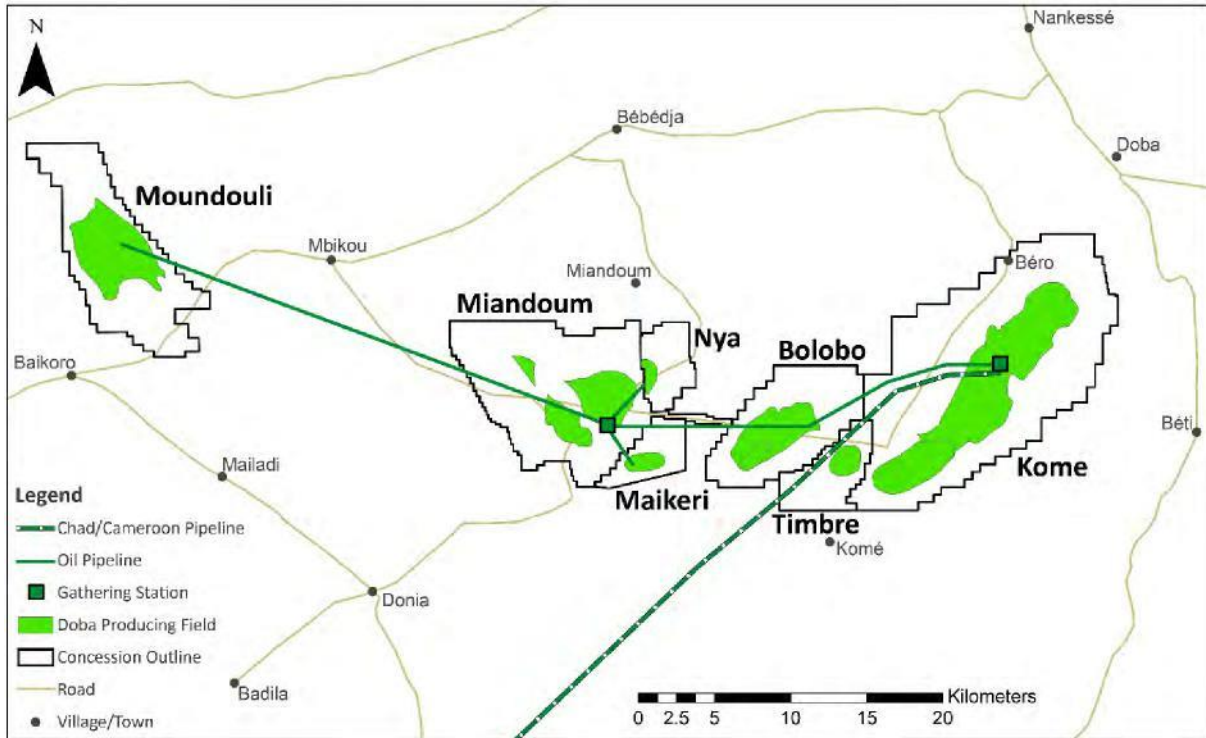 N
Nankessé
Bébédja
Doba
Moundouli
Mbikou
Béro
Miandoum
Miandoum
Nya
Bolobo
Baikoro
Béti
Mailadi
Kome
Maikeri
Timbre
Komé
Donia
Badila
Legend
Chad/Cameroon Pipeline
Oil Pipeline
Gathering Station
Doba Producing Field
Concession Outline
Road
Village/Town
Kilometers
0 2.5 5 10 15 20